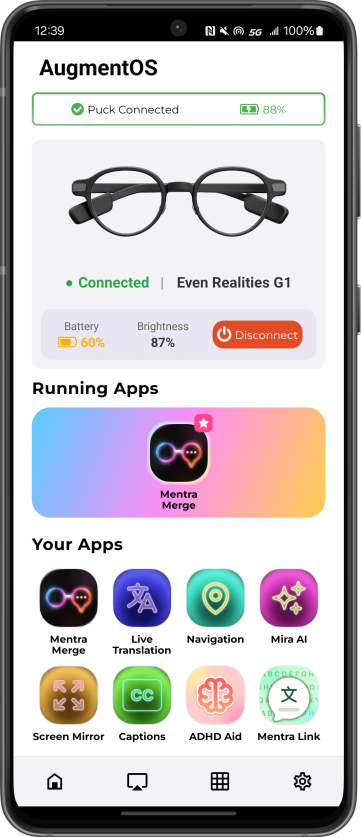 12:39
5G
100%
AugmentOS
Puck Connected
88%
Connected | Even Realities G1
Battery
60%
Brightness
87%
Disconnect
Running Apps
Mentra
Merge
Your Apps
Mentra
Merge
Live
Translation
Navigation
Mira AI
文A
CC
文
Screen Mirror
Captions
ADHD Aid
Mentra Link